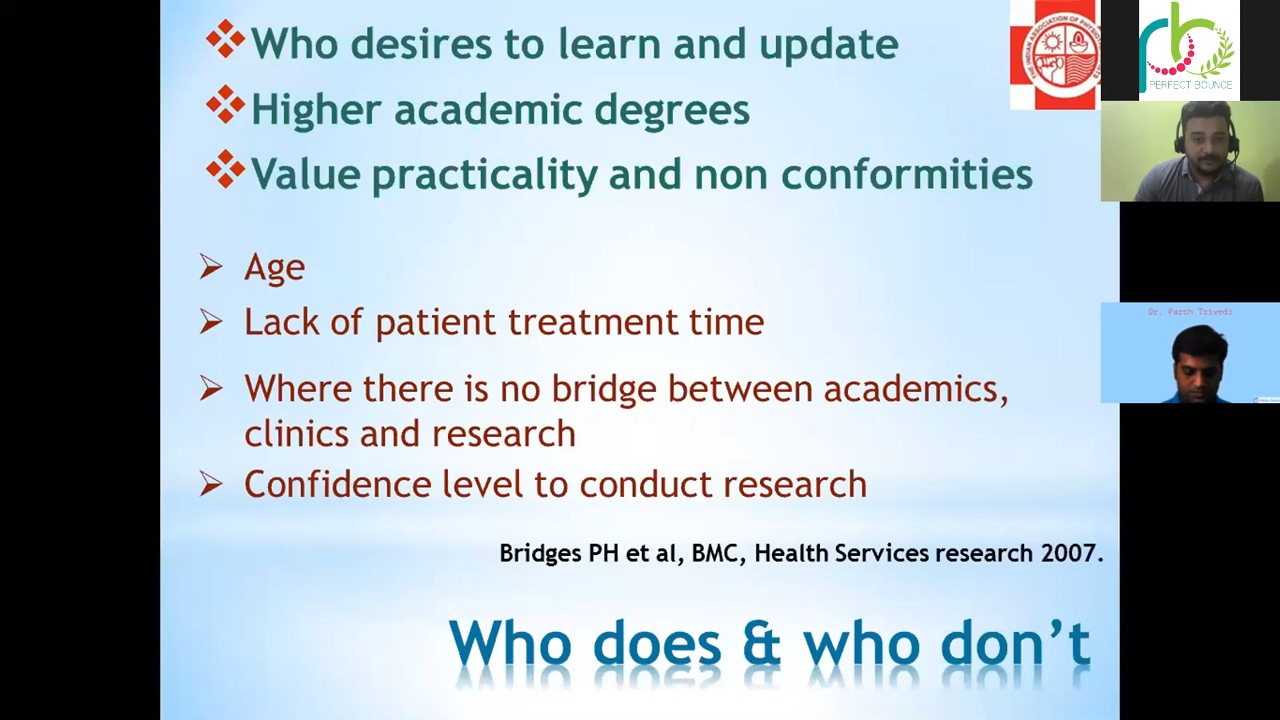 Who desires to learn and update
Higher academic degrees
Value practicality and non conformities
Age
Lack of patient treatment time
Where there is no bridge between academics,
clinics and research
Confidence level to conduct research
Bridges PH et al, BMC, Health Services research 2007.
Who does & who don't
PERFECT BOUNCE
Dr. Parth Trivedi